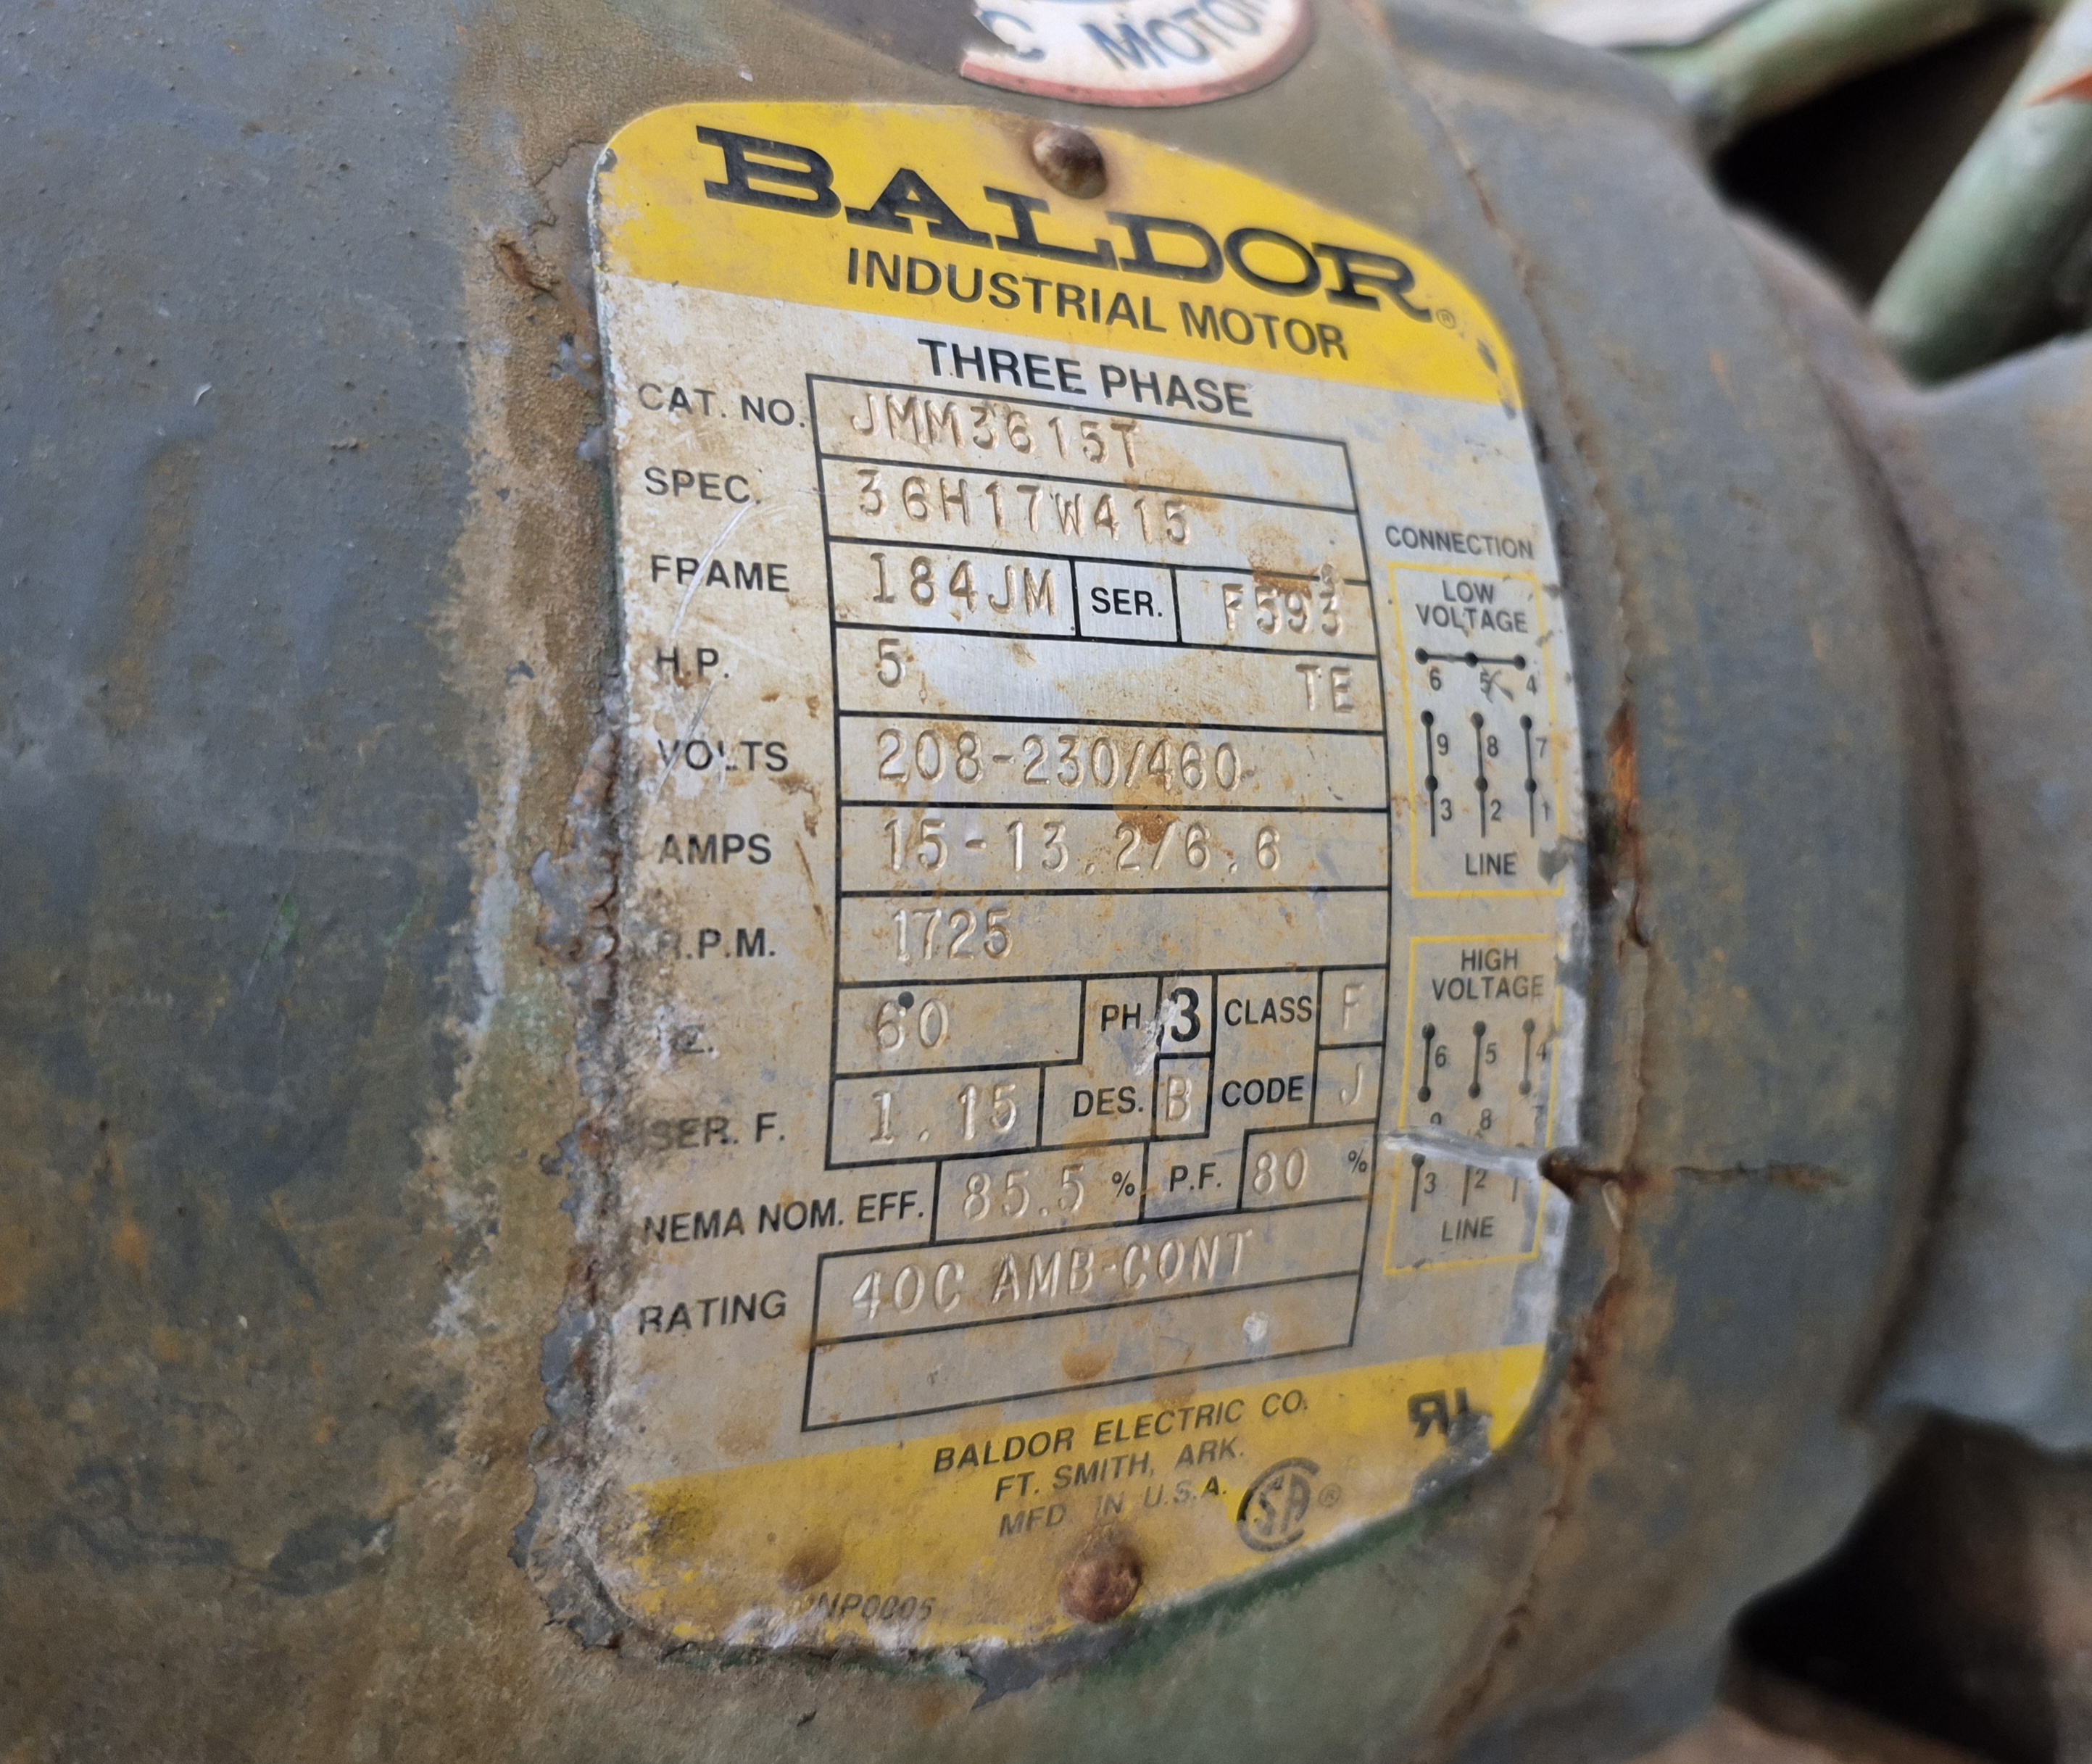 C MOTOR
BALDOR®
INDUSTRIAL MOTOR
THREE PHASE
CAT. NO. JMM3615T
SPEC. 36H17W415
FRAME 184JM SER. F593
H.P. 5 TE
VOLTS 208-230/460
AMPS 15-13.2/6.6
R.P.M. 1725
60 PH 3 CLASS F
SER. F. 1.15 DES. B CODE J
NEMA NOM. EFF. 85.5 % P.F. 80 %
RATING 40C AMB-CONT
CONNECTION
LOW
VOLTAGE
6 5 4
9 8 7
3 2 1
LINE
HIGH
VOLTAGE
6 5 4
9 8 7
3 2 1
LINE
BALDOR ELECTRIC CO.
FT. SMITH, ARK.
MFD IN U.S.A.
SA®
NP0005